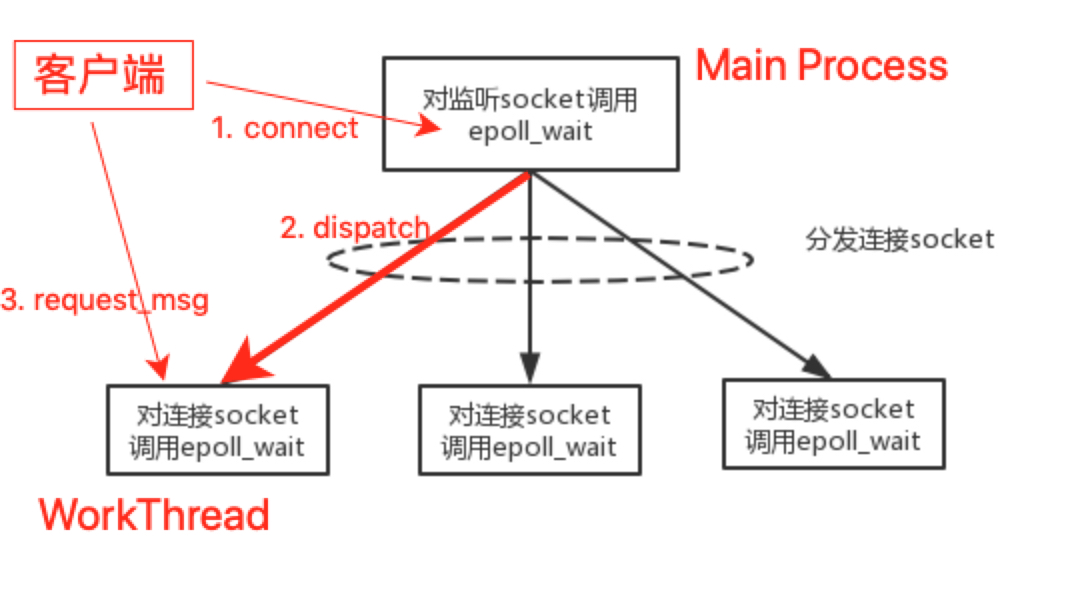 客户端
Main Process
对监听socket调用
epoll_wait
1. connect
2. dispatch
分发连接socket
3. request_msg
对连接socket
调用epoll_wait
对连接socket
调用epoll_wait
对连接socket
调用epoll_wait
WorkThread